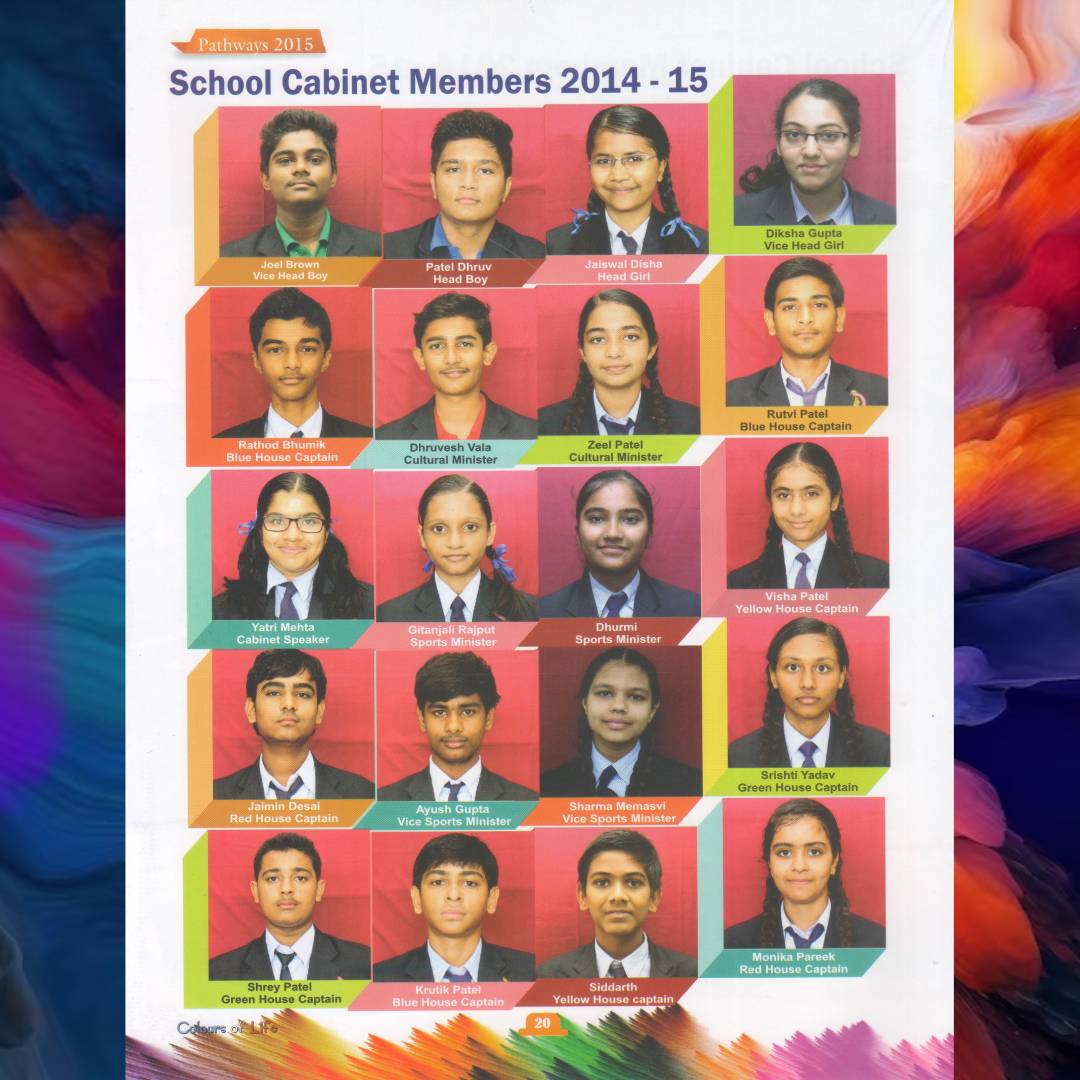 Pathways 2015
School Cabinet Members 2014 - 15
Joel Brown
Vice Head Boy
Patel Dhruv
Head Boy
Jaiswal Disha
Head Girl
Diksha Gupta
Vice Head Girl
Rathod Bhumik
Blue House Captain
Dhruvesh Vala
Cultural Minister
Zeel Patel
Cultural Minister
Rutvi Patel
Blue House Captain
Yatri Mehta
Cabinet Speaker
Gitanjali Rajput
Sports Minister
Dhurmi
Sports Minister
Visha Patel
Yellow House Captain
Jaimin Desai
Red House Captain
Ayush Gupta
Vice Sports Minister
Sharma Memasvi
Vice Sports Minister
Srishti Yadav
Green House Captain
Shrey Patel
Green House Captain
Krutik Patel
Blue House Captain
Siddarth
Yellow House captain
Monika Pareek
Red House Captain
Colours of Life
20